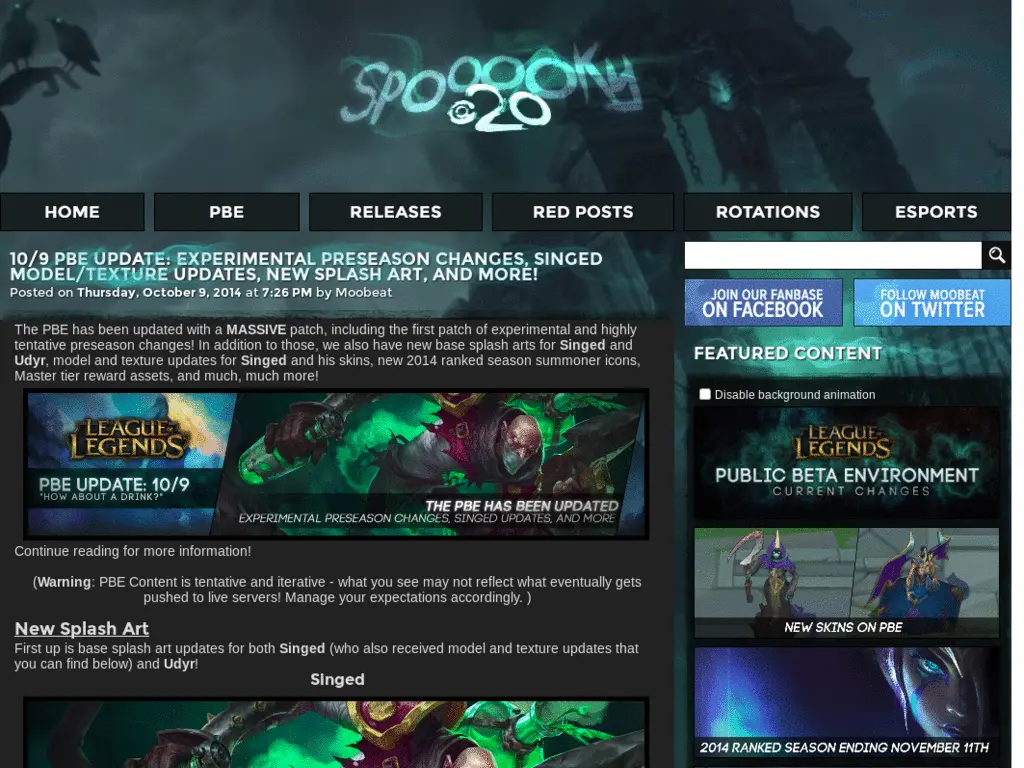 SPOOOOKY
@20
HOME
PBE
RELEASES
RED POSTS
ROTATIONS
ESPORTS
10/9 PBE UPDATE: EXPERIMENTAL PRESEASON CHANGES, SINGED
MODEL/TEXTURE UPDATES, NEW SPLASH ART, AND MORE!
Posted on Thursday, October 9, 2014 at 7:26 PM by Moobeat
The PBE has been updated with a MASSIVE patch, including the first patch of experimental and highly
tentative preseason changes! In addition to those, we also have new base splash arts for Singed and
Udyr, model and texture updates for Singed and his skins, new 2014 ranked season summoner icons,
Master tier reward assets, and much, much more!
LEAGUE of
LEGENDS
PBE UPDATE: 10/9
"HOW ABOUT A DRINK?"
THE PBE HAS BEEN UPDATED
EXPERIMENTAL PRESEASON CHANGES, SINGED UPDATES, AND MORE
Continue reading for more information!
(Warning: PBE Content is tentative and iterative - what you see may not reflect what eventually gets
pushed to live servers! Manage your expectations accordingly. )
New Splash Art
First up is base splash art updates for both Singed (who also received model and texture updates that
you can find below) and Udyr!
Singed
JOIN OUR FANBASE
ON FACEBOOK
FOLLOW MOOBEAT
ON TWITTER
FEATURED CONTENT
Disable background animation
LEAGUE of
LEGENDS
PUBLIC BETA ENVIRONMENT
CURRENT CHANGES
NEW SKINS ON PBE
2014 RANKED SEASON ENDING NOVEMBER 11TH